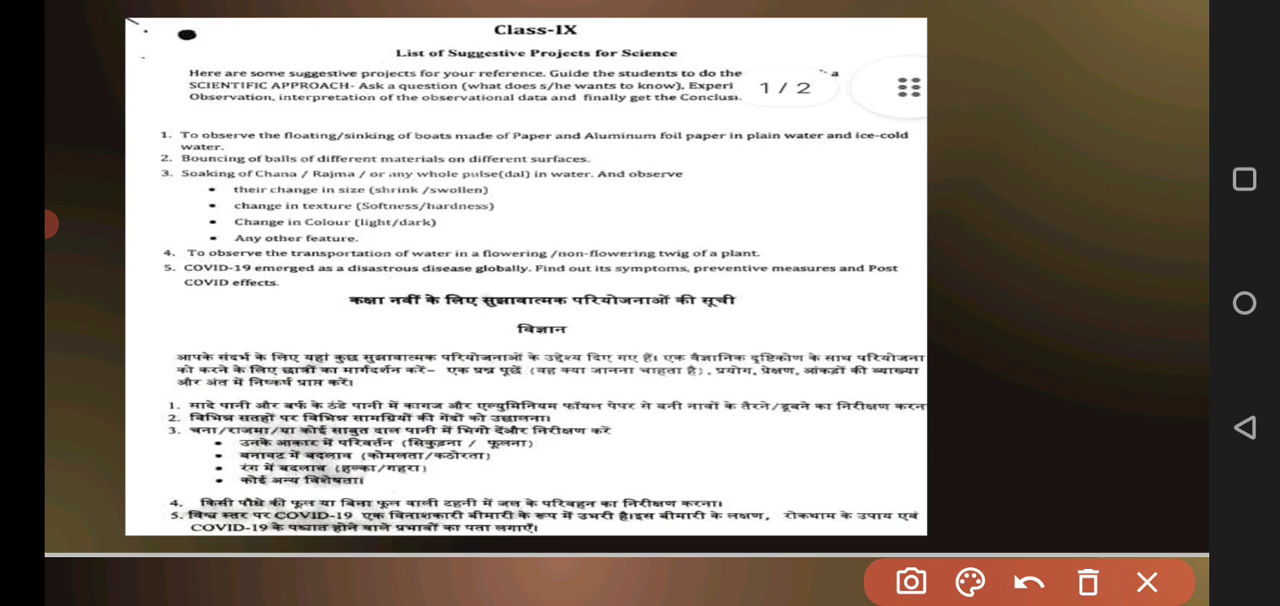 Class-IX
List of Suggestive Projects for Science
Here are some suggestive projects for your reference. Guide the students to do the a
SCIENTIFIC APPROACH- Ask a question (what does s/he wants to know), Experi
Observation, interpretation of the observational data and finally get the Conclusi
1 / 2
1. To observe the floating/sinking of boats made of Paper and Aluminum foil paper in plain water and ice-cold
water.
2. Bouncing of balls of different materials on different surfaces.
3. Soaking of Chana / Rajma / or any whole pulse(dal) in water. And observe
• their change in size (shrink /swollen)
• change in texture (Softness/hardness)
• Change in Colour (light/dark)
• Any other feature.
4. To observe the transportation of water in a flowering /non-flowering twig of a plant.
5. COVID-19 emerged as a disastrous disease globally. Find out its symptoms, preventive measures and Post
COVID effects.
कक्षा नवीं के लिए सुझावात्मक परियोजनाओं की सूची
विज्ञान
आपके संदर्भ के लिए यहां कुछ सुझावात्मक परियोजनाओं के उद्देश्य दिए गए हैं। एक वैज्ञानिक दृष्टिकोण के साथ परियोजना
को करने के लिए छात्रों का मार्गदर्शन करें- एक प्रश्न पूछें (वह क्या जानना चाहता है), प्रयोग, प्रेक्षण, आंकड़ों की व्याख्या
और अंत में निष्कर्ष प्राप्त करें।
1. सादे पानी और बर्फ के ठंडे पानी में कागज और एल्युमिनियम फॉयल पेपर से बनी नावों के तैरने/डूबने का निरीक्षण करन
2. विभिन्न सतहों पर विभिन्न सामग्रियों की गेंदों को उछालना।
3. चना/राजमा/या कोई साबुत दाल पानी में भिगो देंऔर निरीक्षण करें
• उनके आकार में परिवर्तन (सिकुड़ना / फूलना)
• बनावट में बदलाव (कोमलता/कठोरता)
• रंग में बदलाव (हल्का/गहरा)
• कोई अन्य विशेषता।
4. किसी पौधे की फूल या बिना फूल वाली टहनी में जल के परिवहन का निरीक्षण करना।
5. विश्व स्तर पर COVID-19 एक विनाशकारी बीमारी के रूप में उभरी है।इस बीमारी के लक्षण, रोकथाम के उपाय एवं
COVID-19 के पश्चात होने वाले प्रभावों का पता लगाएँ।